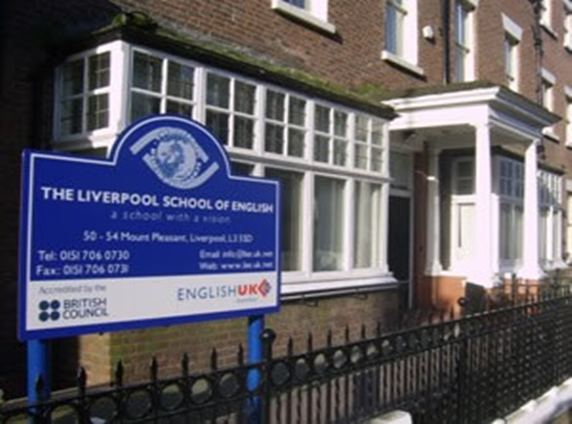 THE LIVERPOOL SCHOOL OF ENGLISH
a school with a vision
50 - 54 Mount Pleasant, Liverpool, L3 5SD
Tel: 0151 706 0730
Email info@lse.uk.net
Fax: 0151 706 0731
Web: www.lse.uk.net
Accredited by the
BRITISH
COUNCIL
ENGLISHUK
member